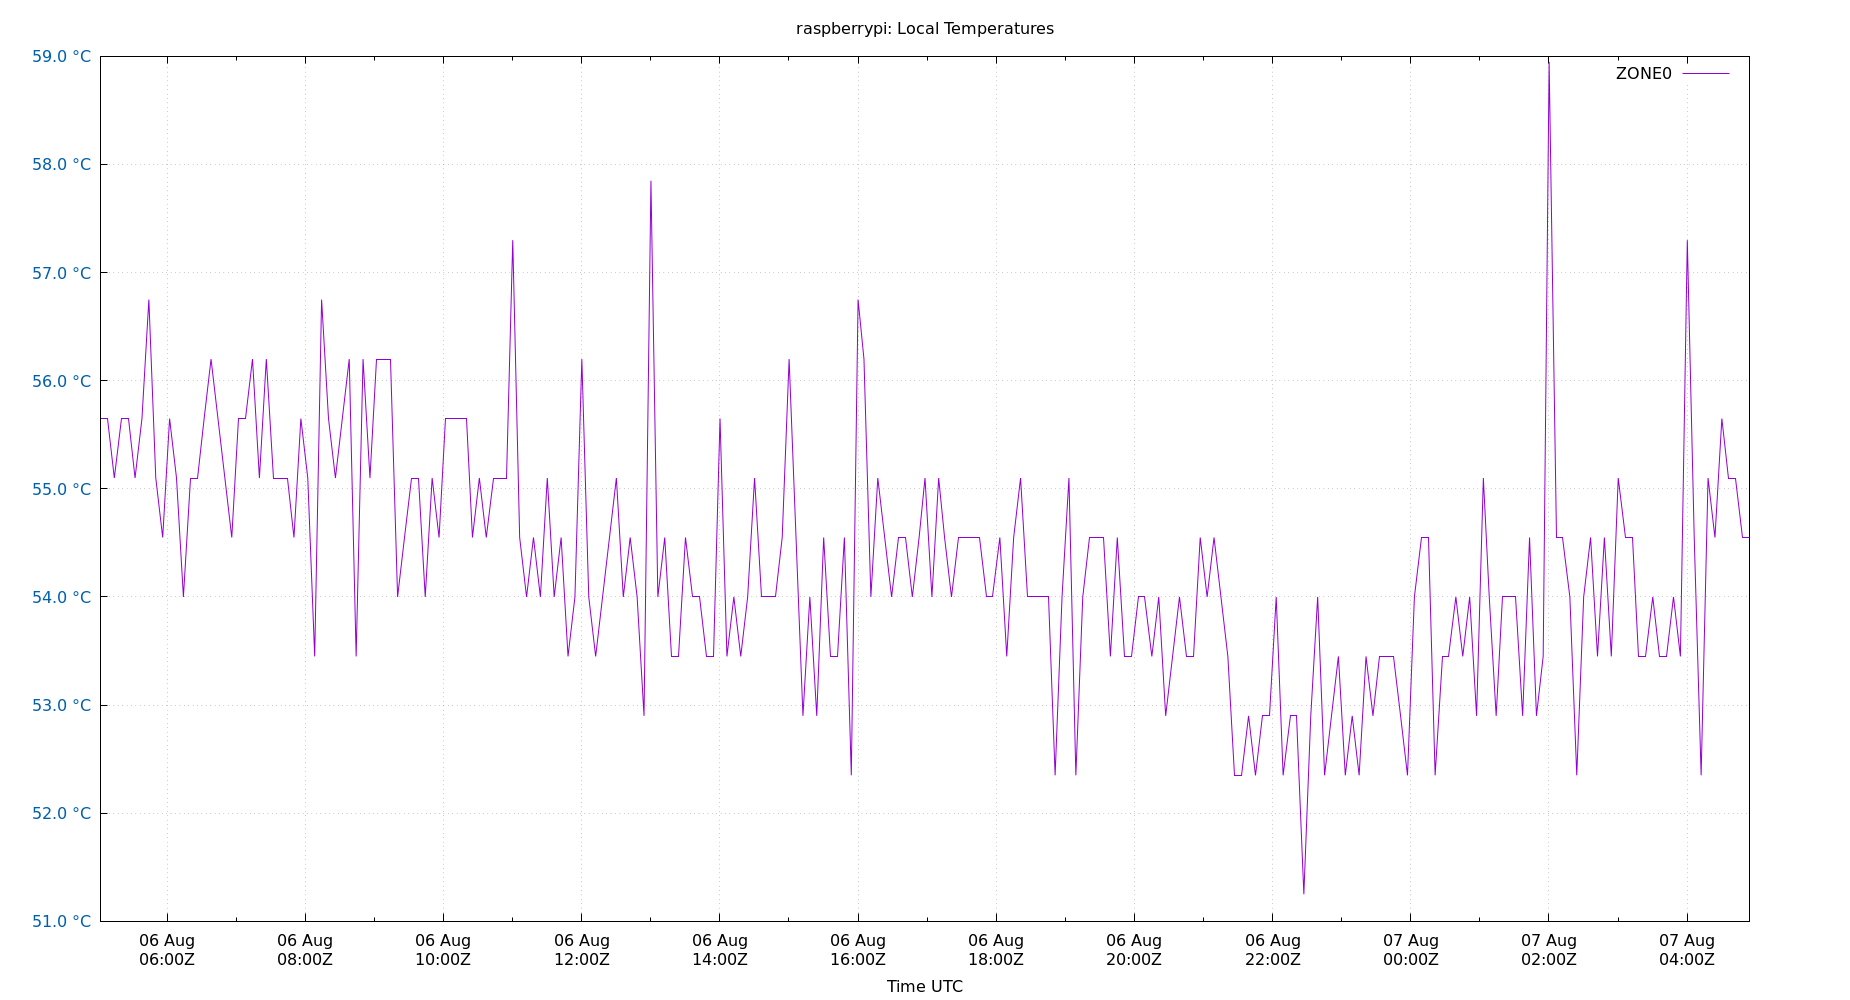 raspberrypi: Local Temperatures
59.0 °C
58.0 °C
57.0 °C
56.0 °C
55.0 °C
54.0 °C
53.0 °C
52.0 °C
51.0 °C
ZONE0
06 Aug
06:00Z
06 Aug
08:00Z
06 Aug
10:00Z
06 Aug
12:00Z
06 Aug
14:00Z
06 Aug
16:00Z
06 Aug
18:00Z
06 Aug
20:00Z
06 Aug
22:00Z
07 Aug
00:00Z
07 Aug
02:00Z
07 Aug
04:00Z
Time UTC